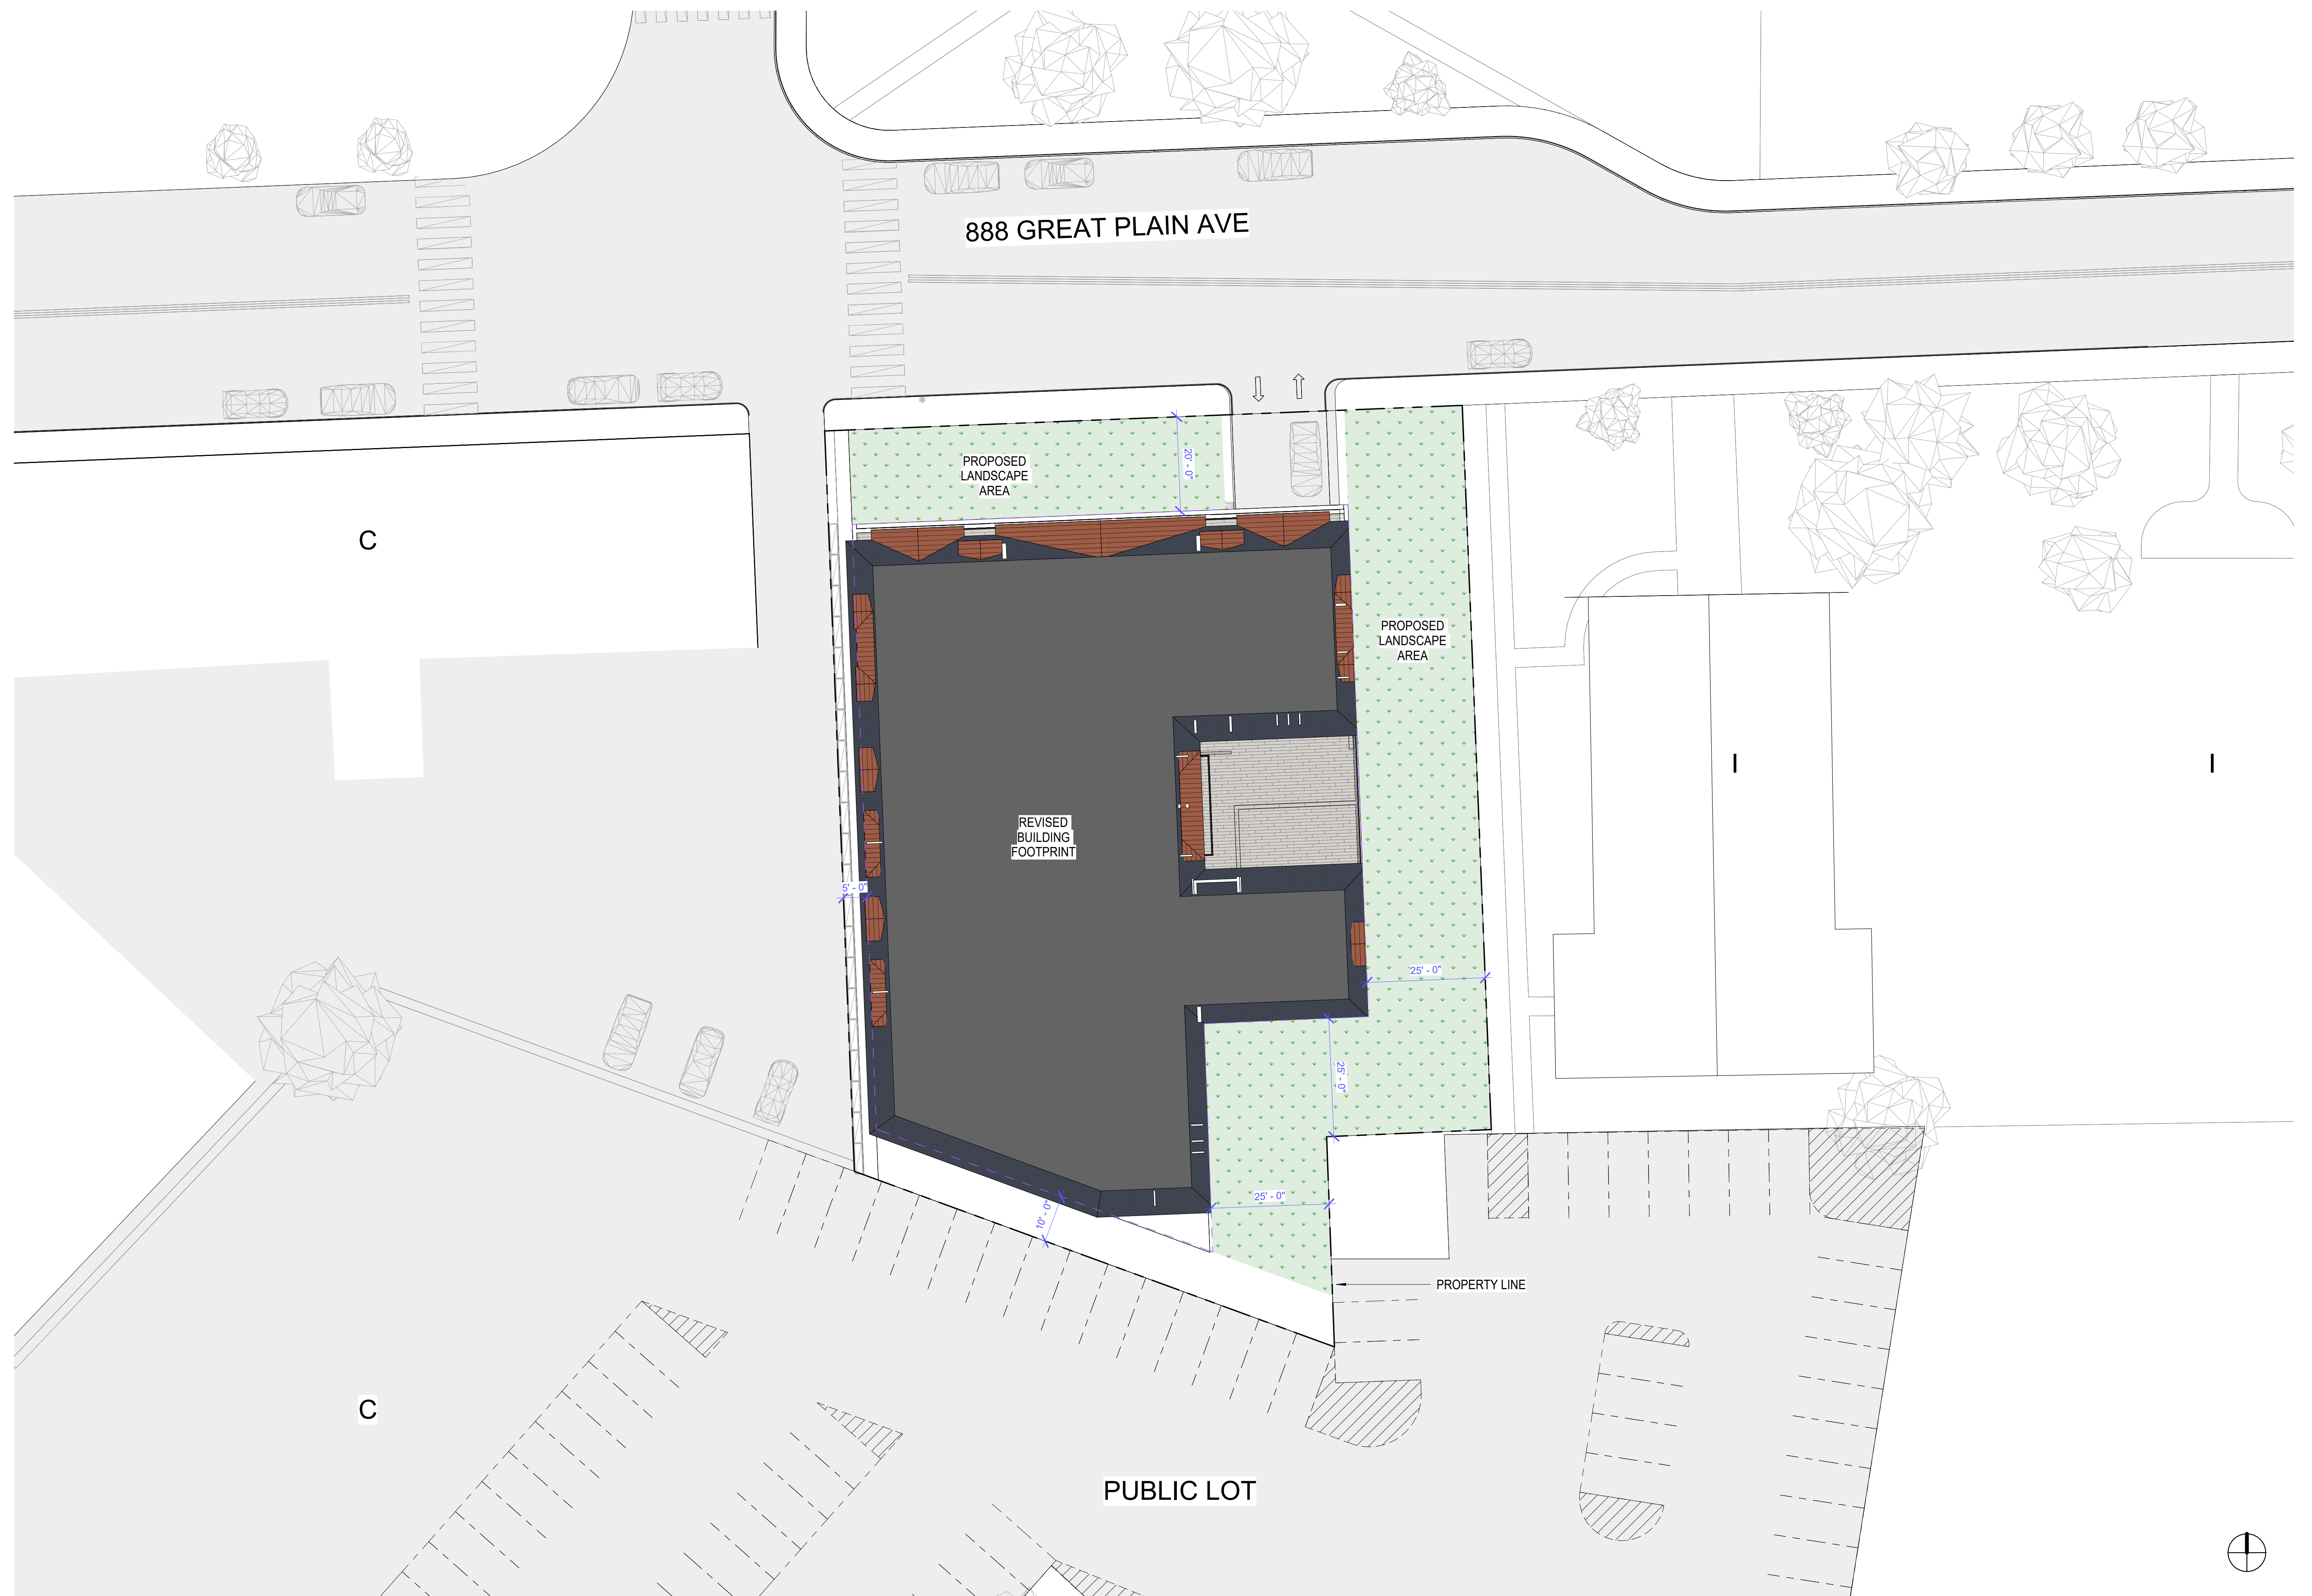 888 GREAT PLAIN AVE
PROPOSED
LANDSCAPE
AREA
20' - 0"
C
PROPOSED
LANDSCAPE
AREA
I
I
REVISED
BUILDING
FOOTPRINT
5' - 0"
25' - 0"
25' - 0"
25' - 0"
10' - 0"
PROPERTY LINE
C
PUBLIC LOT